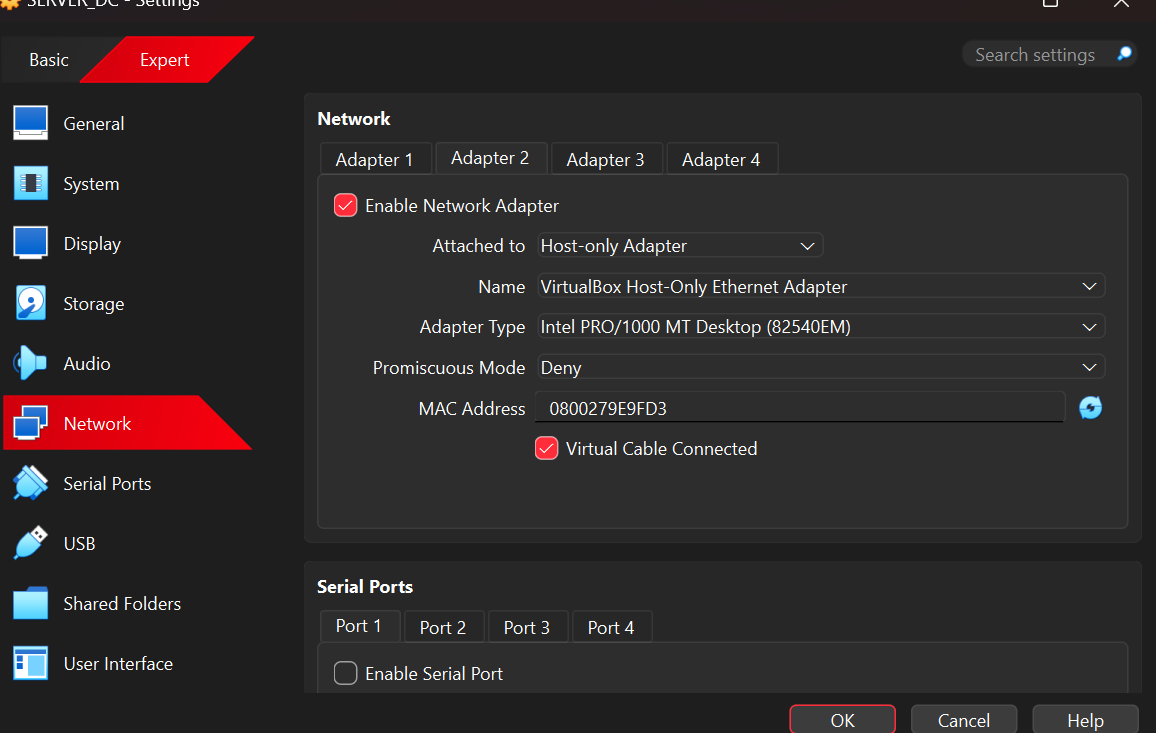 SERVER_DC - Settings
Basic
Expert
Search settings
General
System
Display
Storage
Audio
Network
Serial Ports
USB
Shared Folders
User Interface
Network
Adapter 1
Adapter 2
Adapter 3
Adapter 4
Enable Network Adapter
Attached to Host-only Adapter
Name VirtualBox Host-Only Ethernet Adapter
Adapter Type Intel PRO/1000 MT Desktop (82540EM)
Promiscuous Mode Deny
MAC Address 0800279E9FD3
Virtual Cable Connected
Serial Ports
Port 1
Port 2
Port 3
Port 4
Enable Serial Port
OK
Cancel
Help